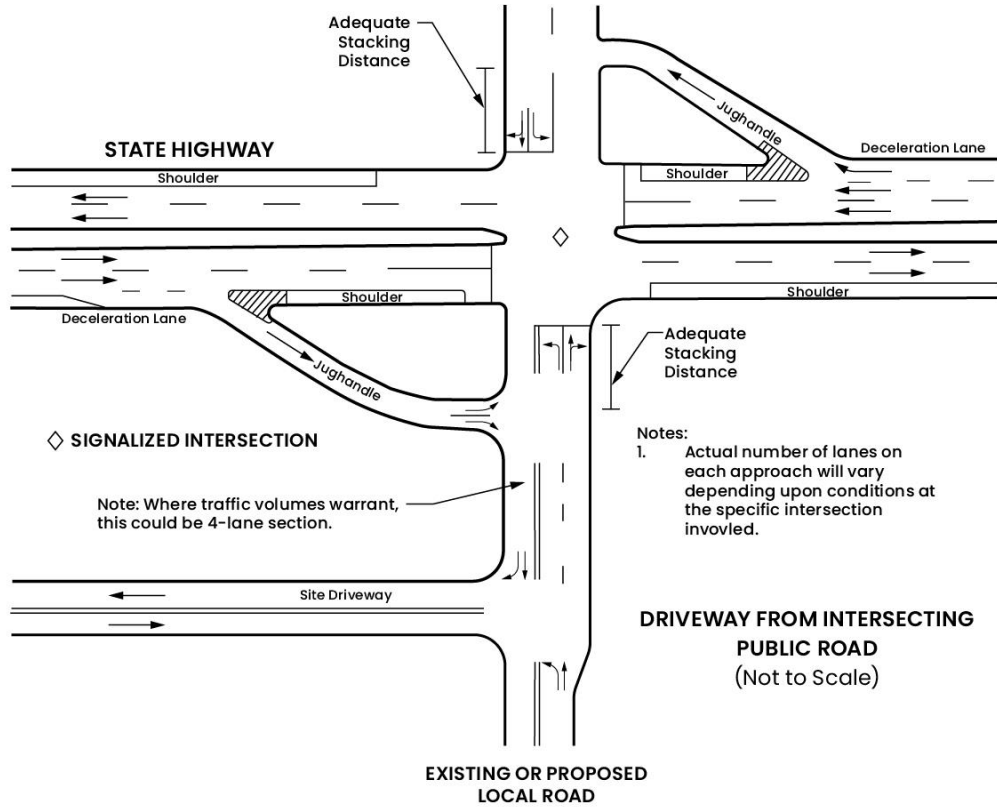 Adequate
Stacking
Distance
Jughandle
STATE HIGHWAY
Deceleration Lane
Shoulder
Shoulder
Shoulder
Shoulder
Deceleration Lane
Adequate
Stacking
Distance
Jughandle
SIGNALIZED INTERSECTION
Notes:
1. Actual number of lanes on
each approach will vary
depending upon conditions at
the specific intersection
invovled.
Note: Where traffic volumes warrant,
this could be 4-lane section.
Site Driveway
DRIVEWAY FROM INTERSECTING
PUBLIC ROAD
(Not to Scale)
EXISTING OR PROPOSED
LOCAL ROAD